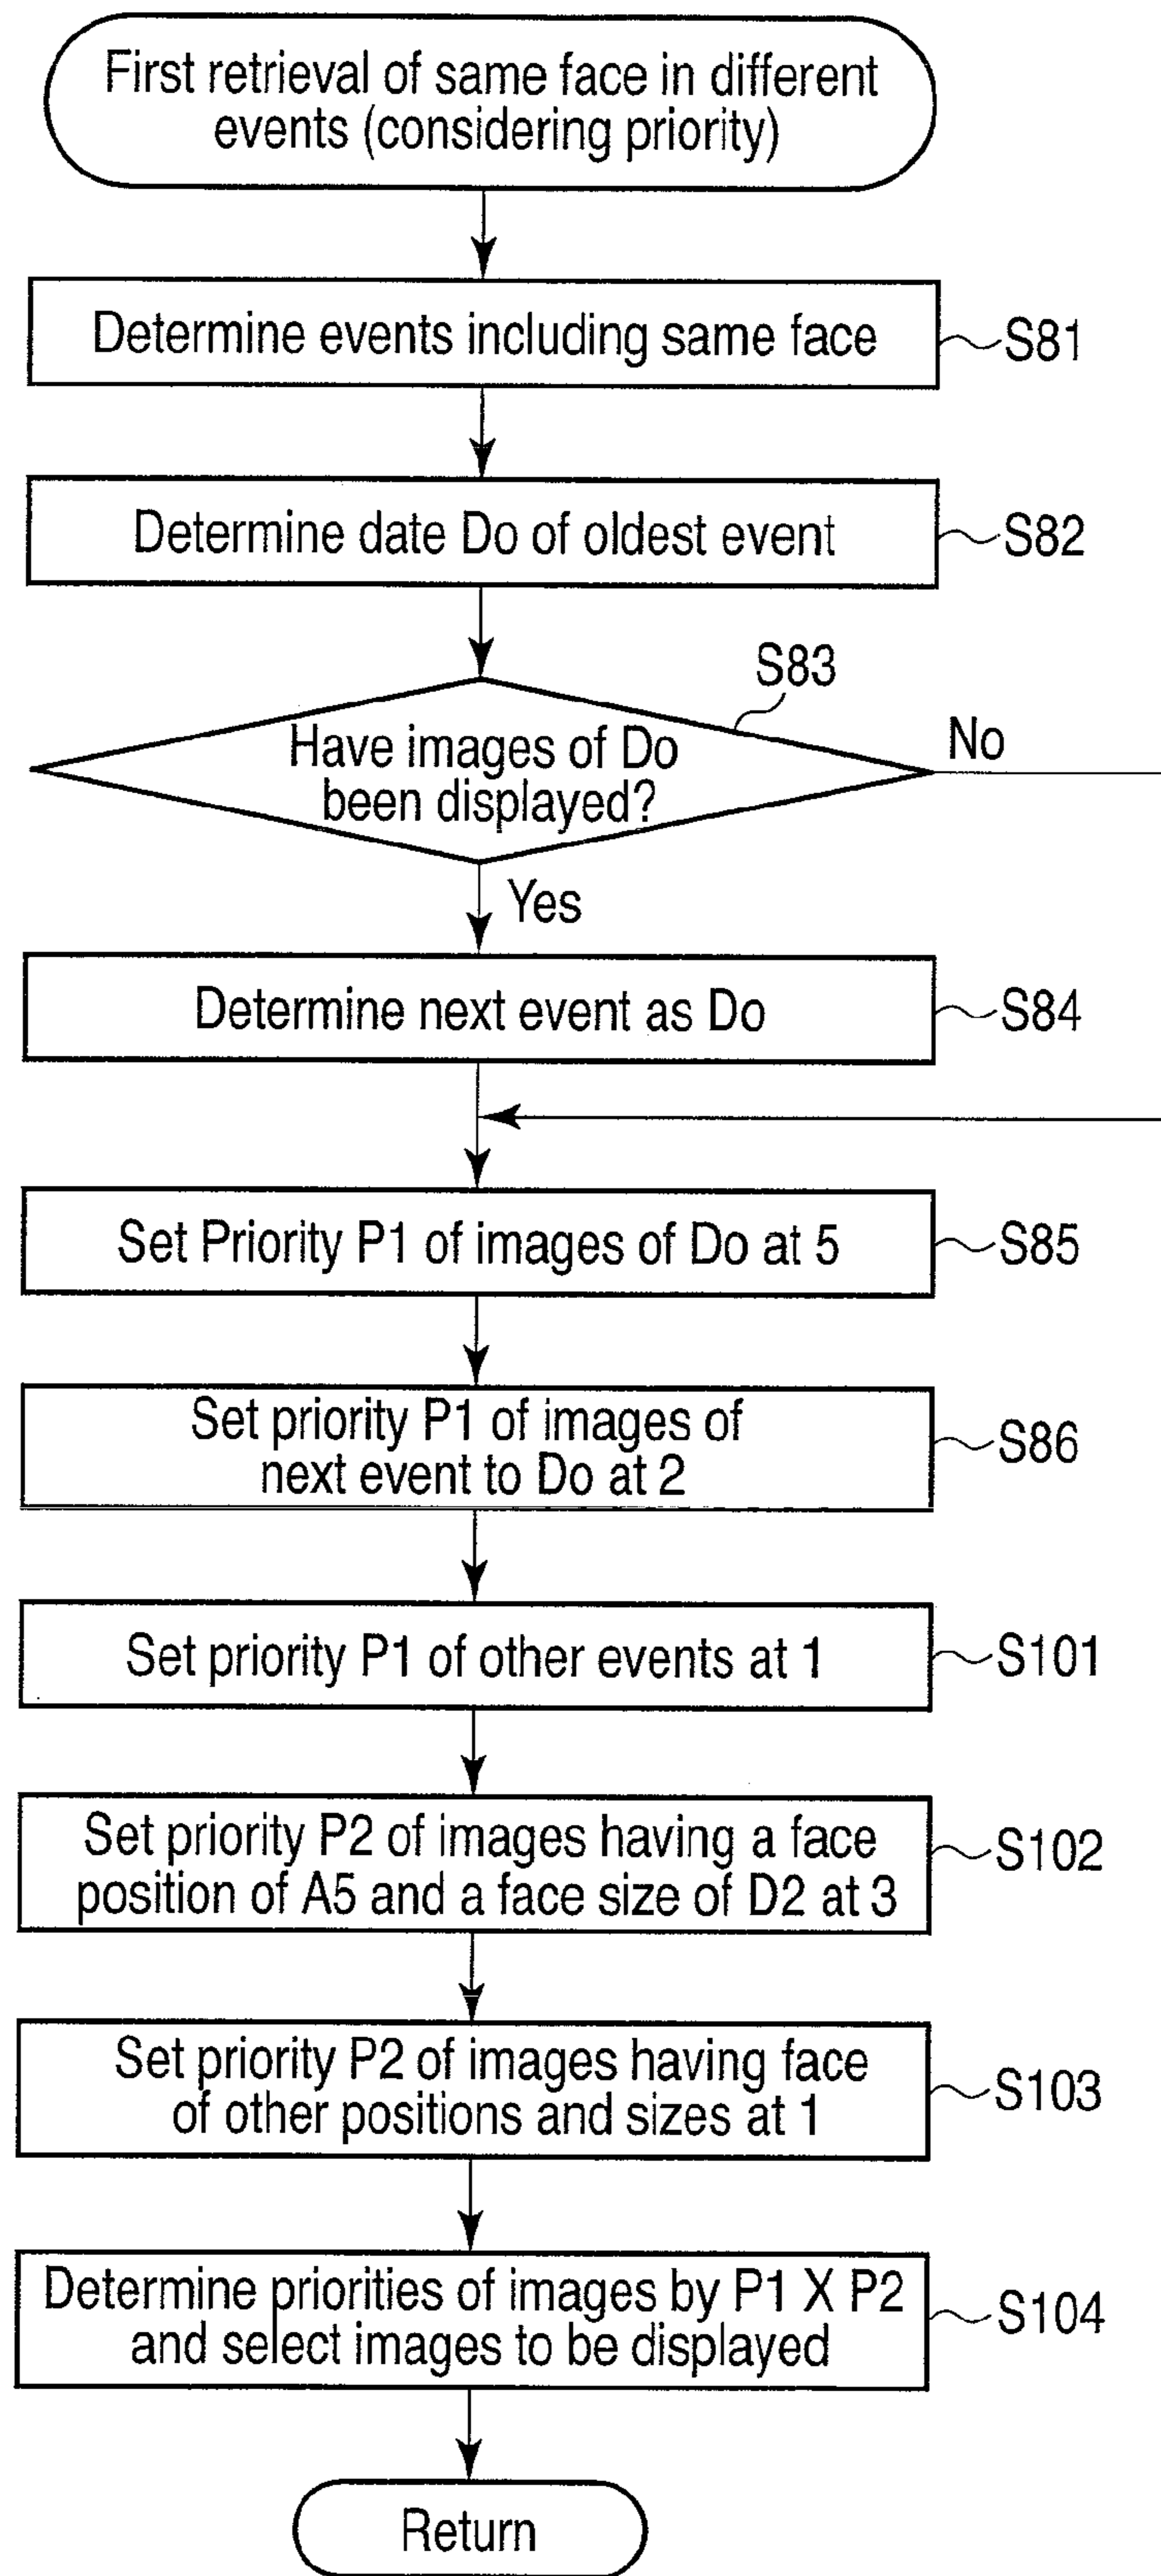 First retrieval of same face in different
events (considering priority)
Determine events including same face
S81
Determine date Do of oldest event
S82
S83
Have images of Do
been displayed?
No
Yes
Determine next event as Do
S84
Set Priority P1 of images of Do at 5
S85
Set priority P1 of images of
next event to Do at 2
S86
Set priority P1 of other events at 1
S101
Set priority P2 of images having a face
position of A5 and a face size of D2 at 3
S102
Set priority P2 of images having face
of other positions and sizes at 1
S103
Determine priorities of images by P1 X P2
and select images to be displayed
S104
Return